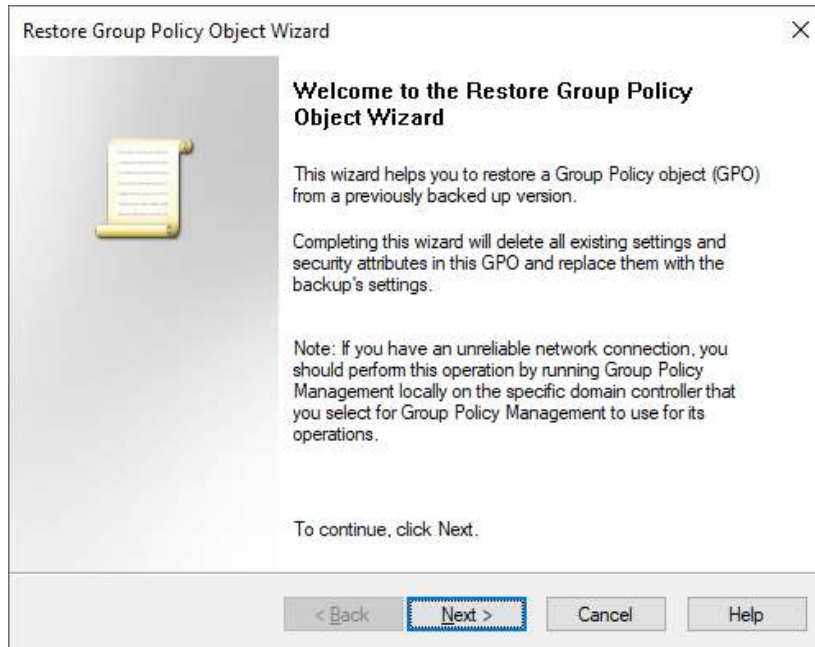 Restore Group Policy Object Wizard
Welcome to the Restore Group Policy
Object Wizard
This wizard helps you to restore a Group Policy object (GPO)
from a previously backed up version.
Completing this wizard will delete all existing settings and
security attributes in this GPO and replace them with the
backup's settings.
Note: If you have an unreliable network connection, you
should perform this operation by running Group Policy
Management locally on the specific domain controller that
you select for Group Policy Management to use for its
operations.
To continue, click Next.
< Back Next > Cancel Help